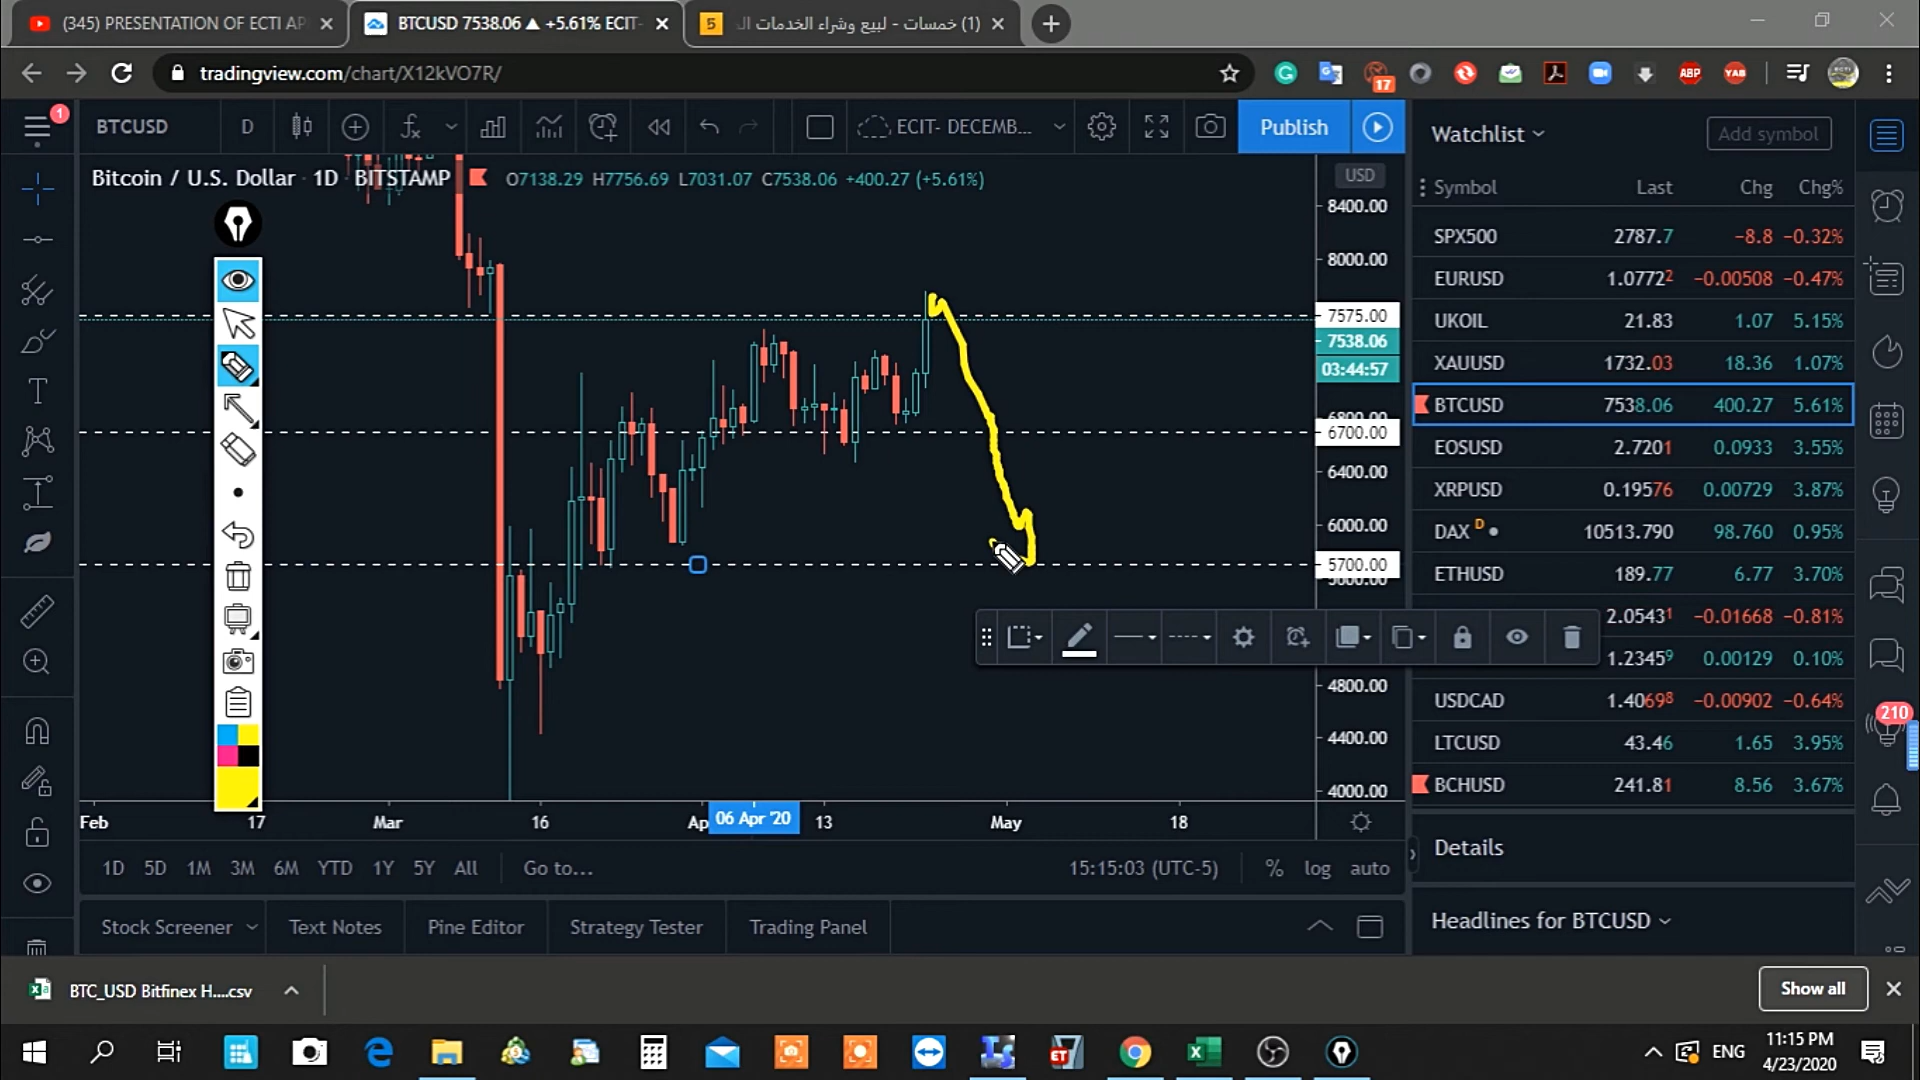 (345) PRESENTATION OF ECTI AP
BTCUSD 7538.06 ▲ +5.61% ECIT-
(1) خمسات - لبيع وشراء الخدمات ال
tradingview.com/chart/X12kVO7R/
17
ABP
YAB
1
BTCUSD
D
ECIT- DECEMB...
Publish
Watchlist
Add symbol
Bitcoin / U.S. Dollar · 1D · BITSTAMP
O7138.29 H7756.69 L7031.07 C7538.06 +400.27 (+5.61%)
USD
8400.00
8000.00
7575.00
7538.06
03:44:57
6800.00
6700.00
6400.00
6000.00
5700.00
4800.00
4400.00
4000.00
Feb 17 Mar 16 Ap 06 Apr '20 13 May 18
Symbol Last Chg Chg%
SPX500 2787.7 −8.8 −0.32%
EURUSD 1.07722 −0.00508 −0.47%
UKOIL 21.83 1.07 5.15%
XAUUSD 1732.03 18.36 1.07%
BTCUSD 7538.06 400.27 5.61%
EOSUSD 2.7201 0.0933 3.55%
XRPUSD 0.19576 0.00729 3.87%
DAX D 10513.790 98.760 0.95%
ETHUSD 189.77 6.77 3.70%
2.05431 −0.01668 −0.81%
1.23459 0.00129 0.10%
USDCAD 1.40698 −0.00902 −0.64%
LTCUSD 43.46 1.65 3.95%
BCHUSD 241.81 8.56 3.67%
210
1D 5D 1M 3M 6M YTD 1Y 5Y All Go to... 15:15:03 (UTC-5) % log auto
Details
Stock Screener Text Notes Pine Editor Strategy Tester Trading Panel
Headlines for BTCUSD
BTC_USD Bitfinex H....csv
Show all
ENG
11:15 PM
4/23/2020